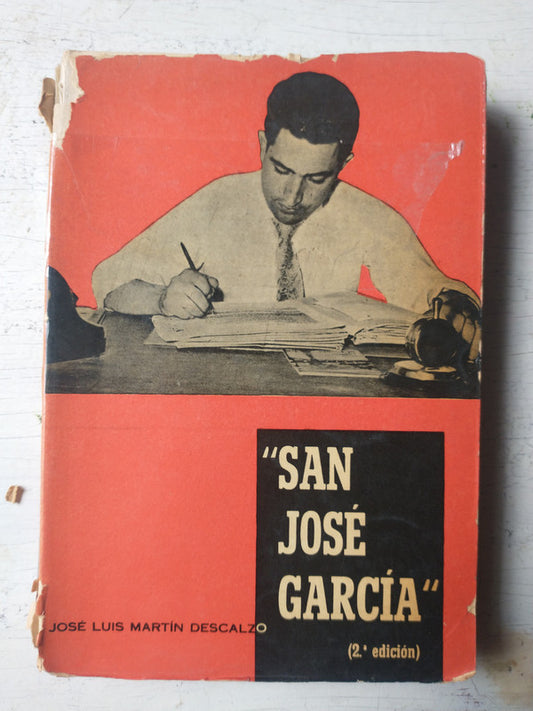 "SAN
JOSÉ
GARCÍA"
JOSÉ LUIS MARTÍN DESCALZO
(2.ª edición)